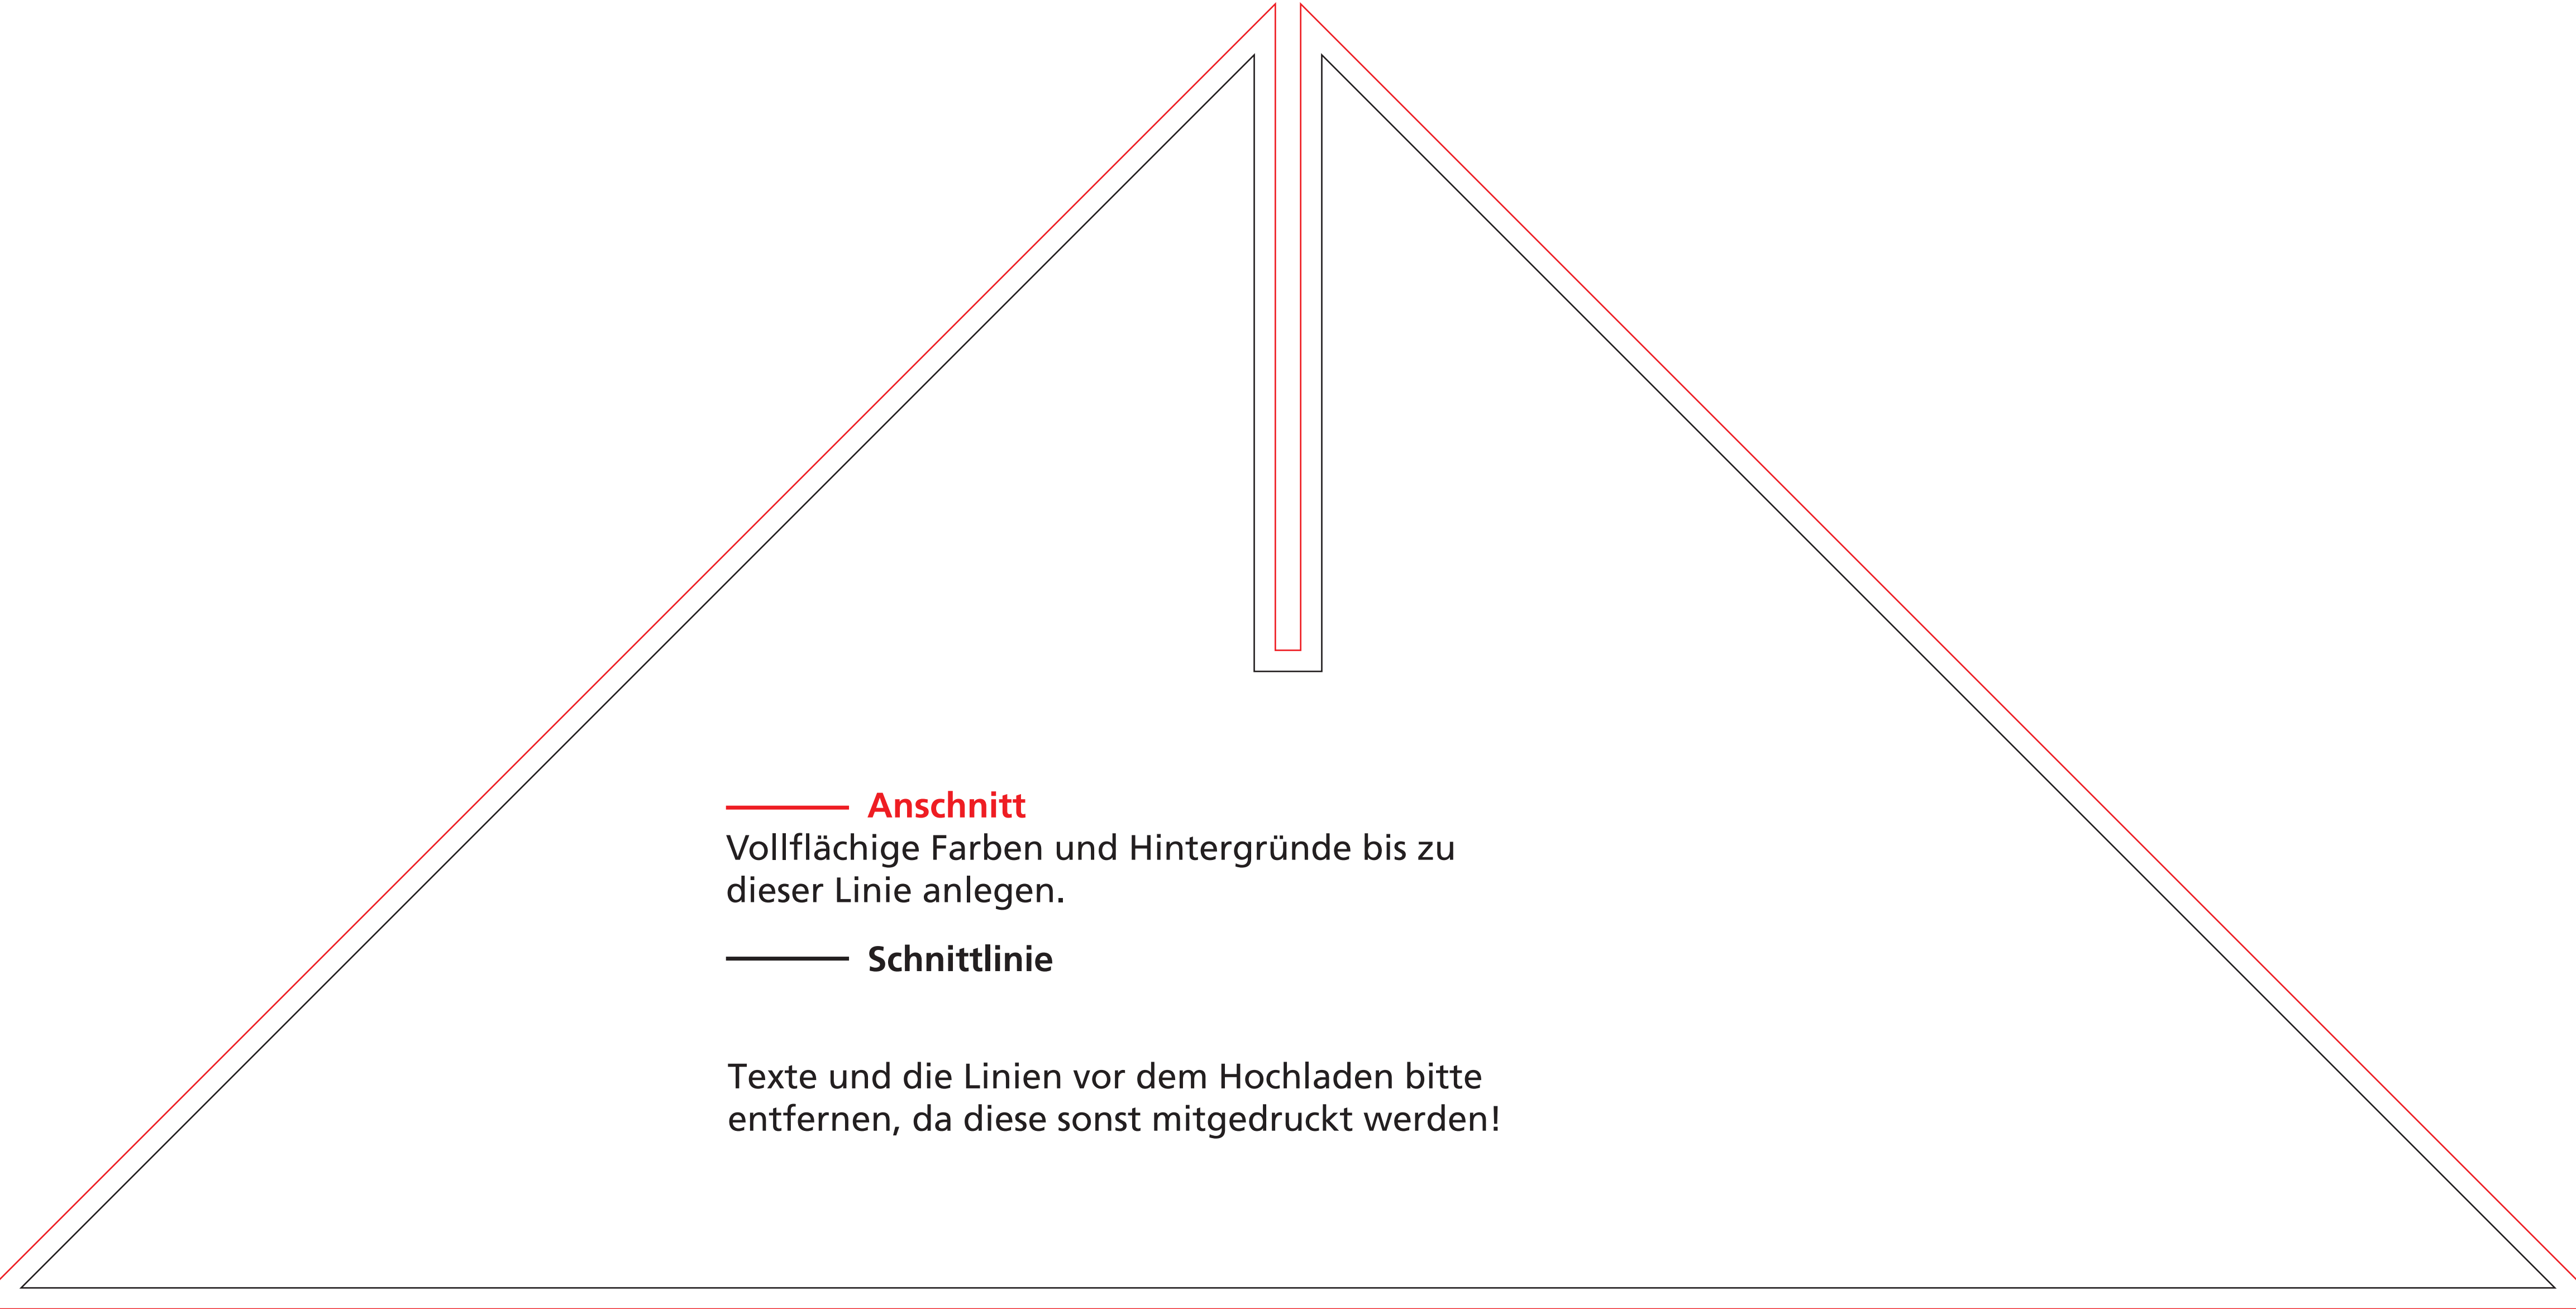 Anschnitt
Vollflächige Farben und Hintergründe bis zu
dieser Linie anlegen.
Schnittlinie
Texte und die Linien vor dem Hochladen bitte
entfernen, da diese sonst mitgedruckt werden!